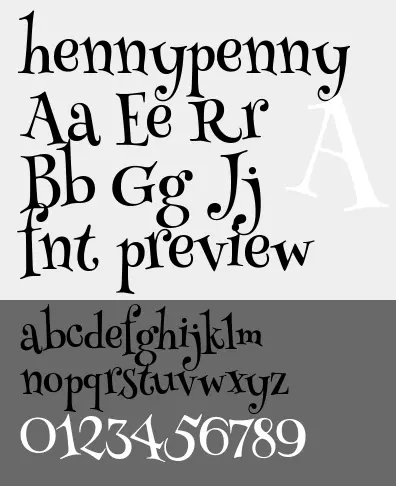 hennypenny
Aa Ee Rr
A
Bb Gg Jj
fnt preview
abcdefghijklm
nopqrstuvwxyz
0123456789